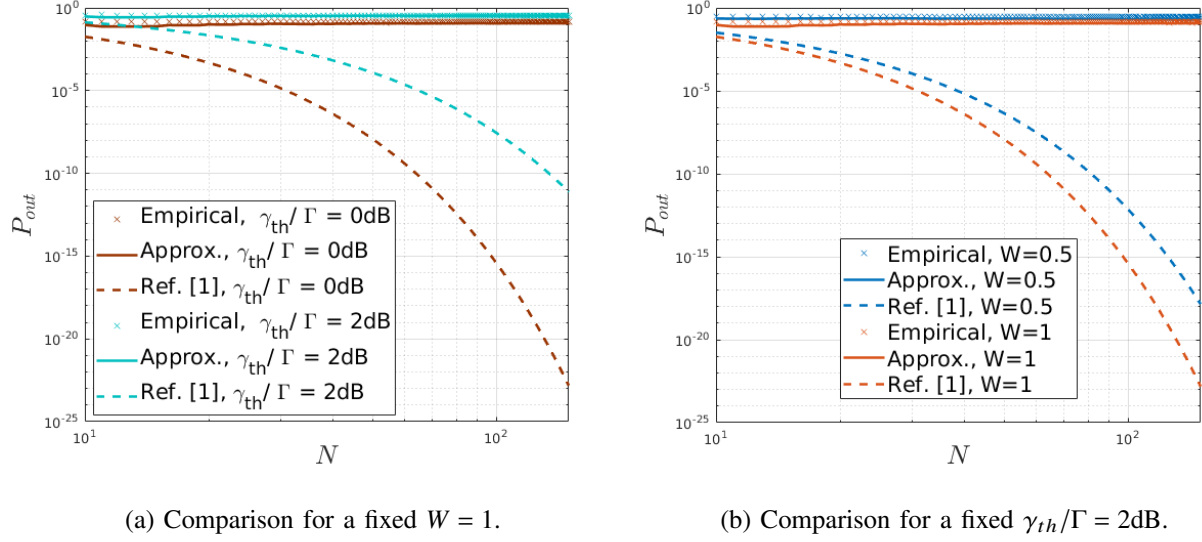 10^0
10^-5
10^-10
10^-15
10^-20
10^-25
P_out
Empirical, γ_th/ Γ = 0dB
Approx., γ_th/ Γ = 0dB
Ref. [1], γ_th/ Γ = 0dB
Empirical, γ_th/ Γ = 2dB
Approx., γ_th/ Γ = 2dB
Ref. [1], γ_th/ Γ = 2dB
10^1 10^2
N
(a) Comparison for a fixed W = 1.
10^0
10^-5
10^-10
10^-15
10^-20
10^-25
P_out
Empirical, W=0.5
Approx., W=0.5
Ref. [1], W=0.5
Empirical, W=1
Approx., W=1
Ref. [1], W=1
10^1 10^2
N
(b) Comparison for a fixed γ_th/Γ = 2dB.